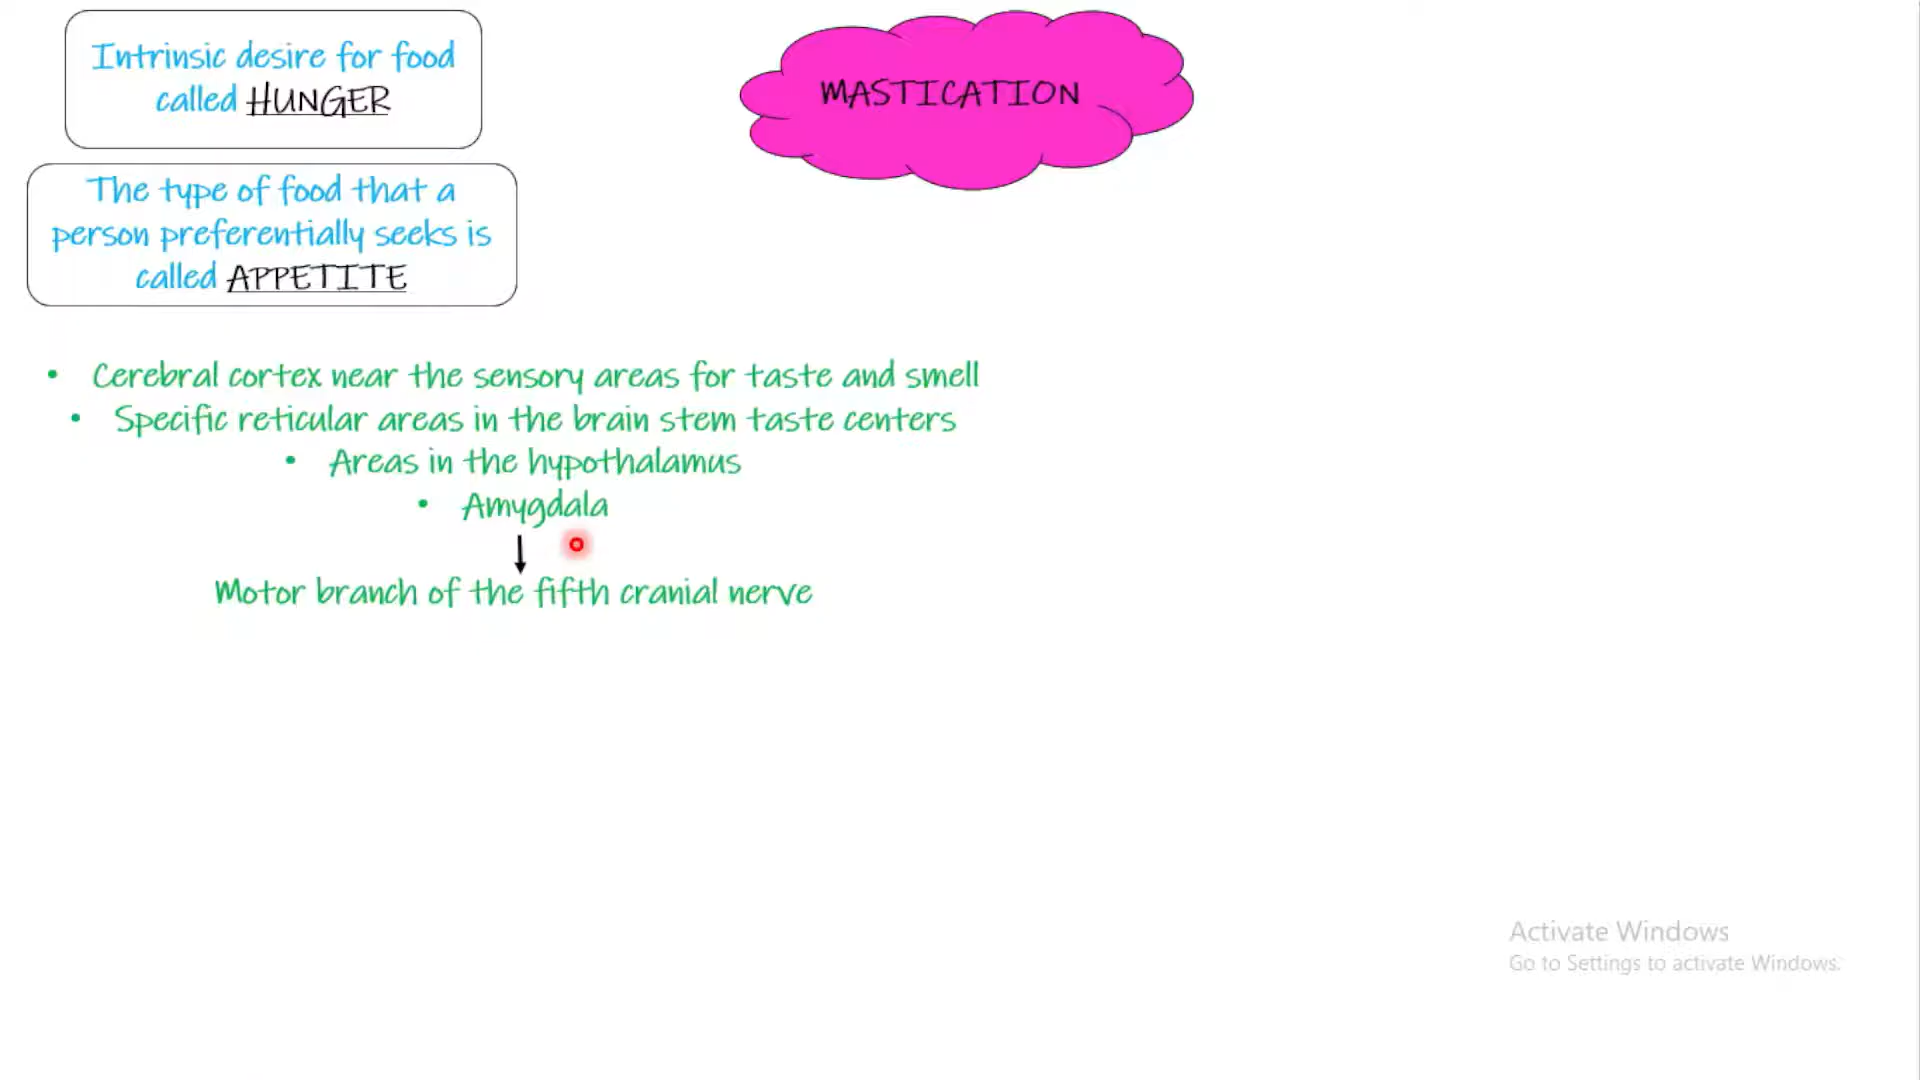 Intrinsic desire for food
called HUNGER
MASTICATION
The type of food that a
person preferentially seeks is
called APPETITE
• Cerebral cortex near the sensory areas for taste and smell
• Specific reticular areas in the brain stem taste centers
• Areas in the hypothalamus
• Amygdala
Motor branch of the fifth cranial nerve
Activate Windows
Go to Settings to activate Windows.